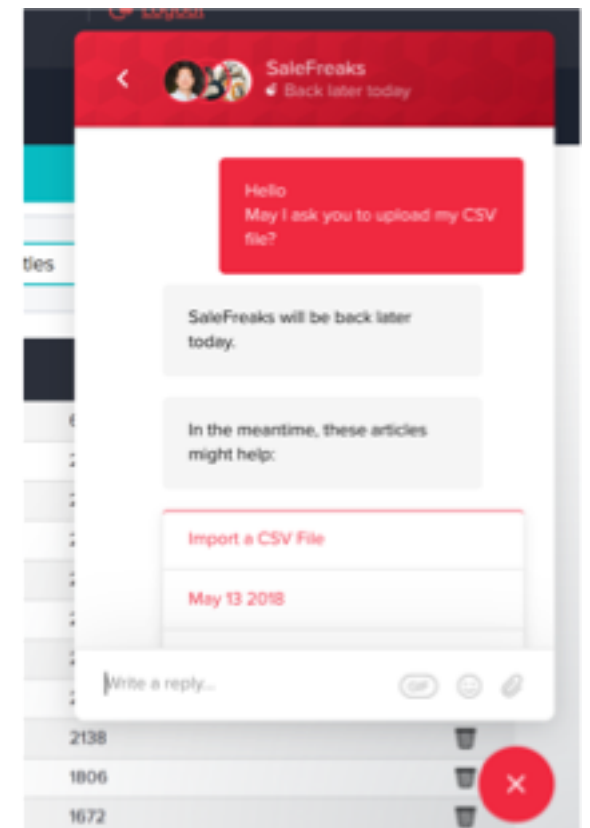 Logout
SaleFreaks
Back later today
Hello
May I ask you to upload my CSV
file?
tles
SaleFreaks will be back later
today.
In the meantime, these articles
might help:
Import a CSV File
May 13 2018
Write a reply...
GIF
2138
1806
1672